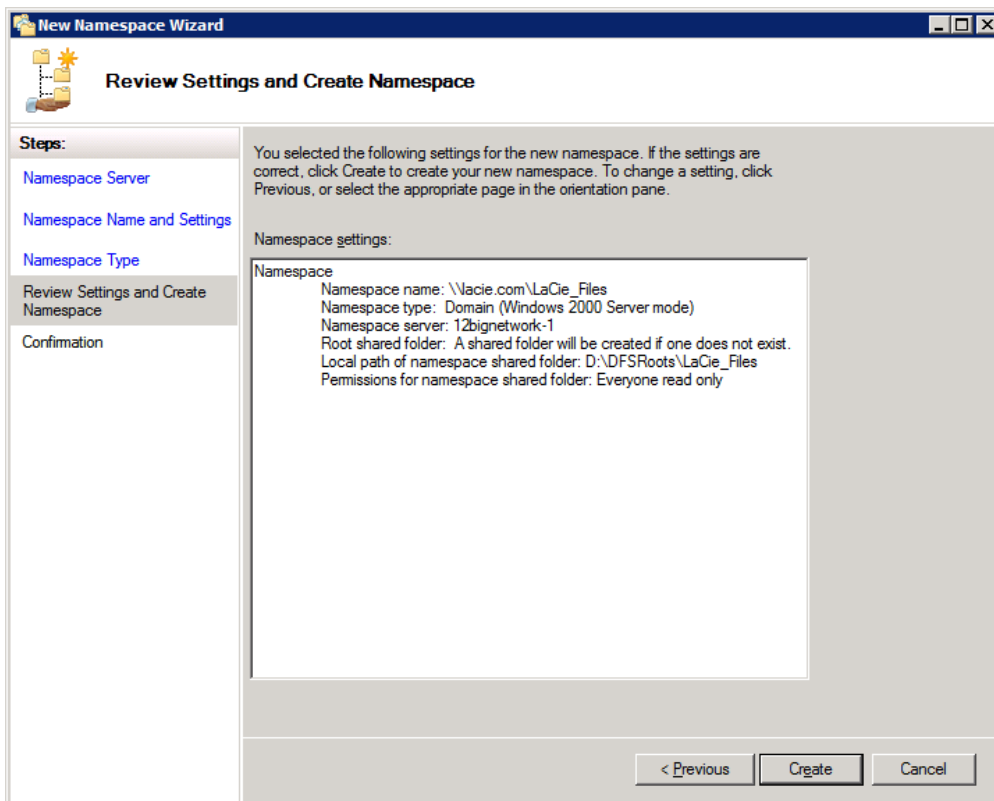 New Namespace Wizard
Review Settings and Create Namespace
Steps:
Namespace Server
Namespace Name and Settings
Namespace Type
Review Settings and Create
Namespace
Confirmation
You selected the following settings for the new namespace. If the settings are
correct, click Create to create your new namespace. To change a setting, click
Previous, or select the appropriate page in the orientation pane.
Namespace settings:
Namespace
Namespace name: \\lacie.com\LaCie_Files
Namespace type:  Domain (Windows 2000 Server mode)
Namespace server: 12bignetwork-1
Root shared folder:  A shared folder will be created if one does not exist.
Local path of namespace shared folder: D:\DFSRoots\LaCie_Files
Permissions for namespace shared folder: Everyone read only
< Previous
Create
Cancel